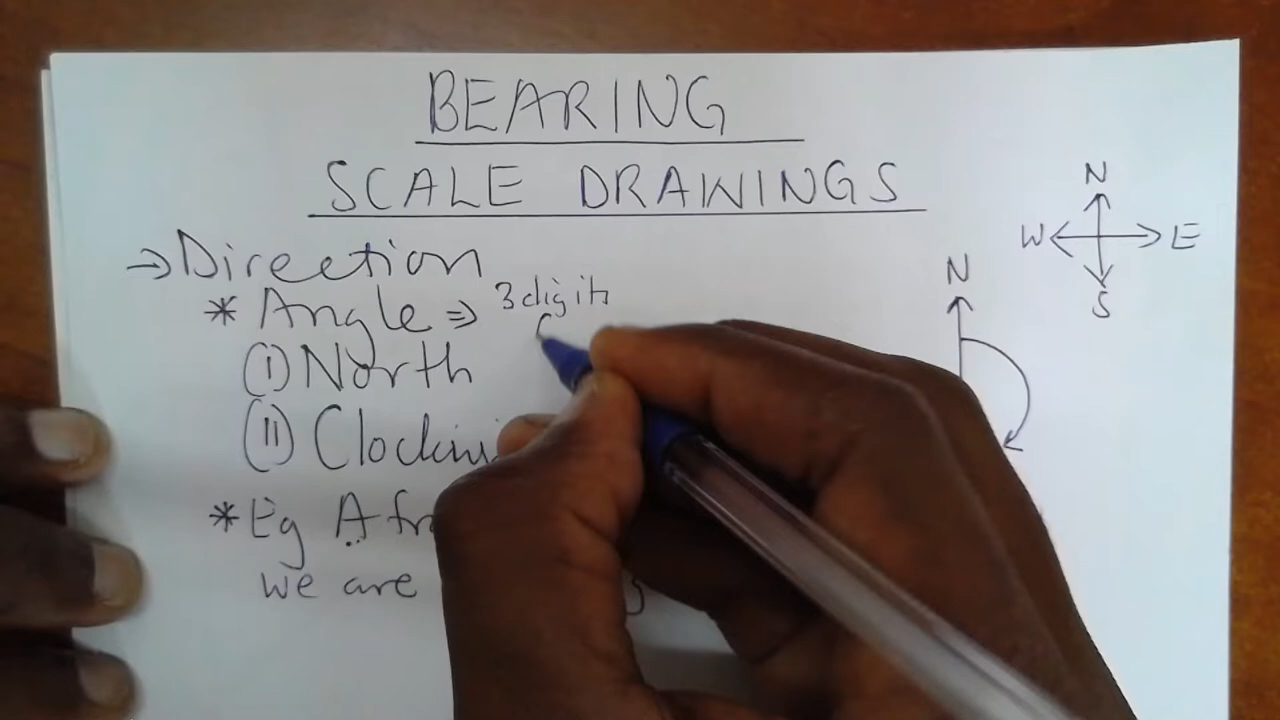 BEARING
SCALE DRAWINGS
→Direction
* Angle ⇒ 3 digits
(i) North
(ii) Clockwi
* Eg A fr
we are
N
W E
S
N